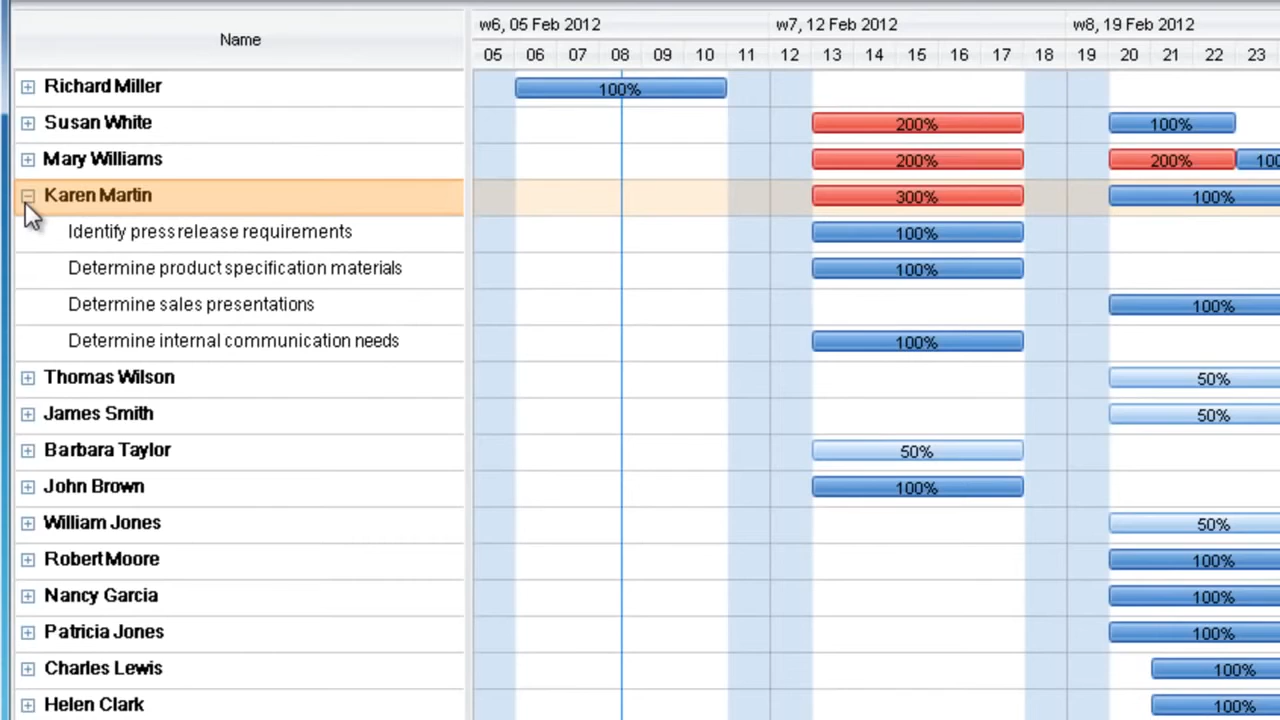 Name
w6, 05 Feb 2012 w7, 12 Feb 2012 w8, 19 Feb 2012
05 06 07 08 09 10 11 12 13 14 15 16 17 18 19 20 21 22 23
Richard Miller 100%
Susan White 200% 100%
Mary Williams 200% 200% 100
Karen Martin 300% 100%
Identify press release requirements 100%
Determine product specification materials 100%
Determine sales presentations 100%
Determine internal communication needs 100%
Thomas Wilson 50%
James Smith 50%
Barbara Taylor 50%
John Brown 100%
William Jones 50%
Robert Moore 100%
Nancy Garcia 100%
Patricia Jones 100%
Charles Lewis 100%
Helen Clark 100%